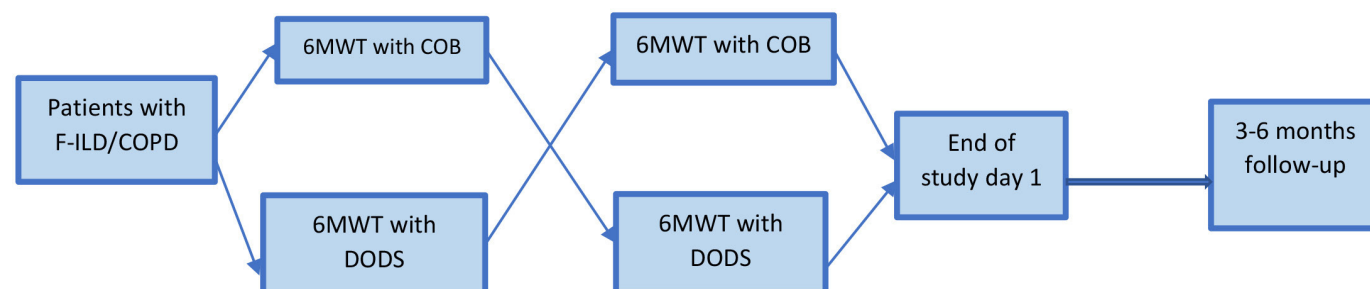 Patients with
F-ILD/COPD
6MWT with COB
6MWT with
DODS
6MWT with COB
6MWT with
DODS
End of
study day 1
3-6 months
follow-up